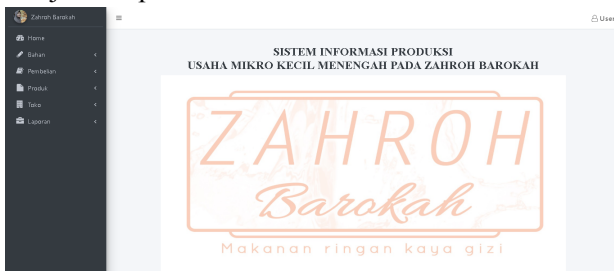 Zahroh Barokah
User
Home
Bahan
Pembelian
Produk
Toko
Laporan
SISTEM INFORMASI PRODUKSI
USAHA MIKRO KECIL MENENGAH PADA ZAHROH BAROKAH
ZAHROH
Barokah
Makanan ringan kaya gizi